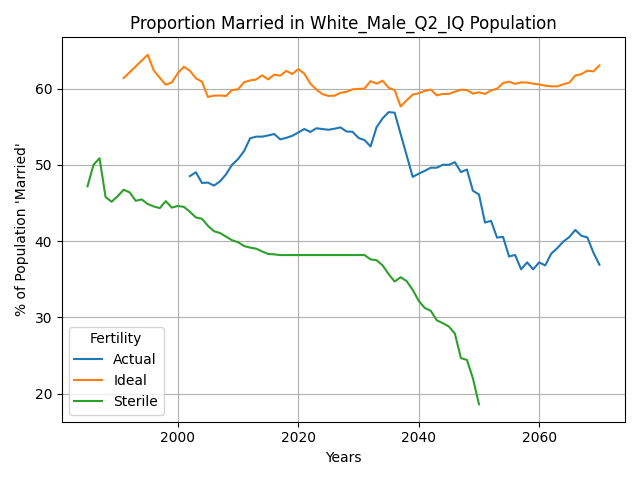 Proportion Married in White_Male_Q2_IQ Population
% of Population 'Married'
60
50
40
30
20
Fertility
Actual
Ideal
Sterile
2000 2020 2040 2060
Years